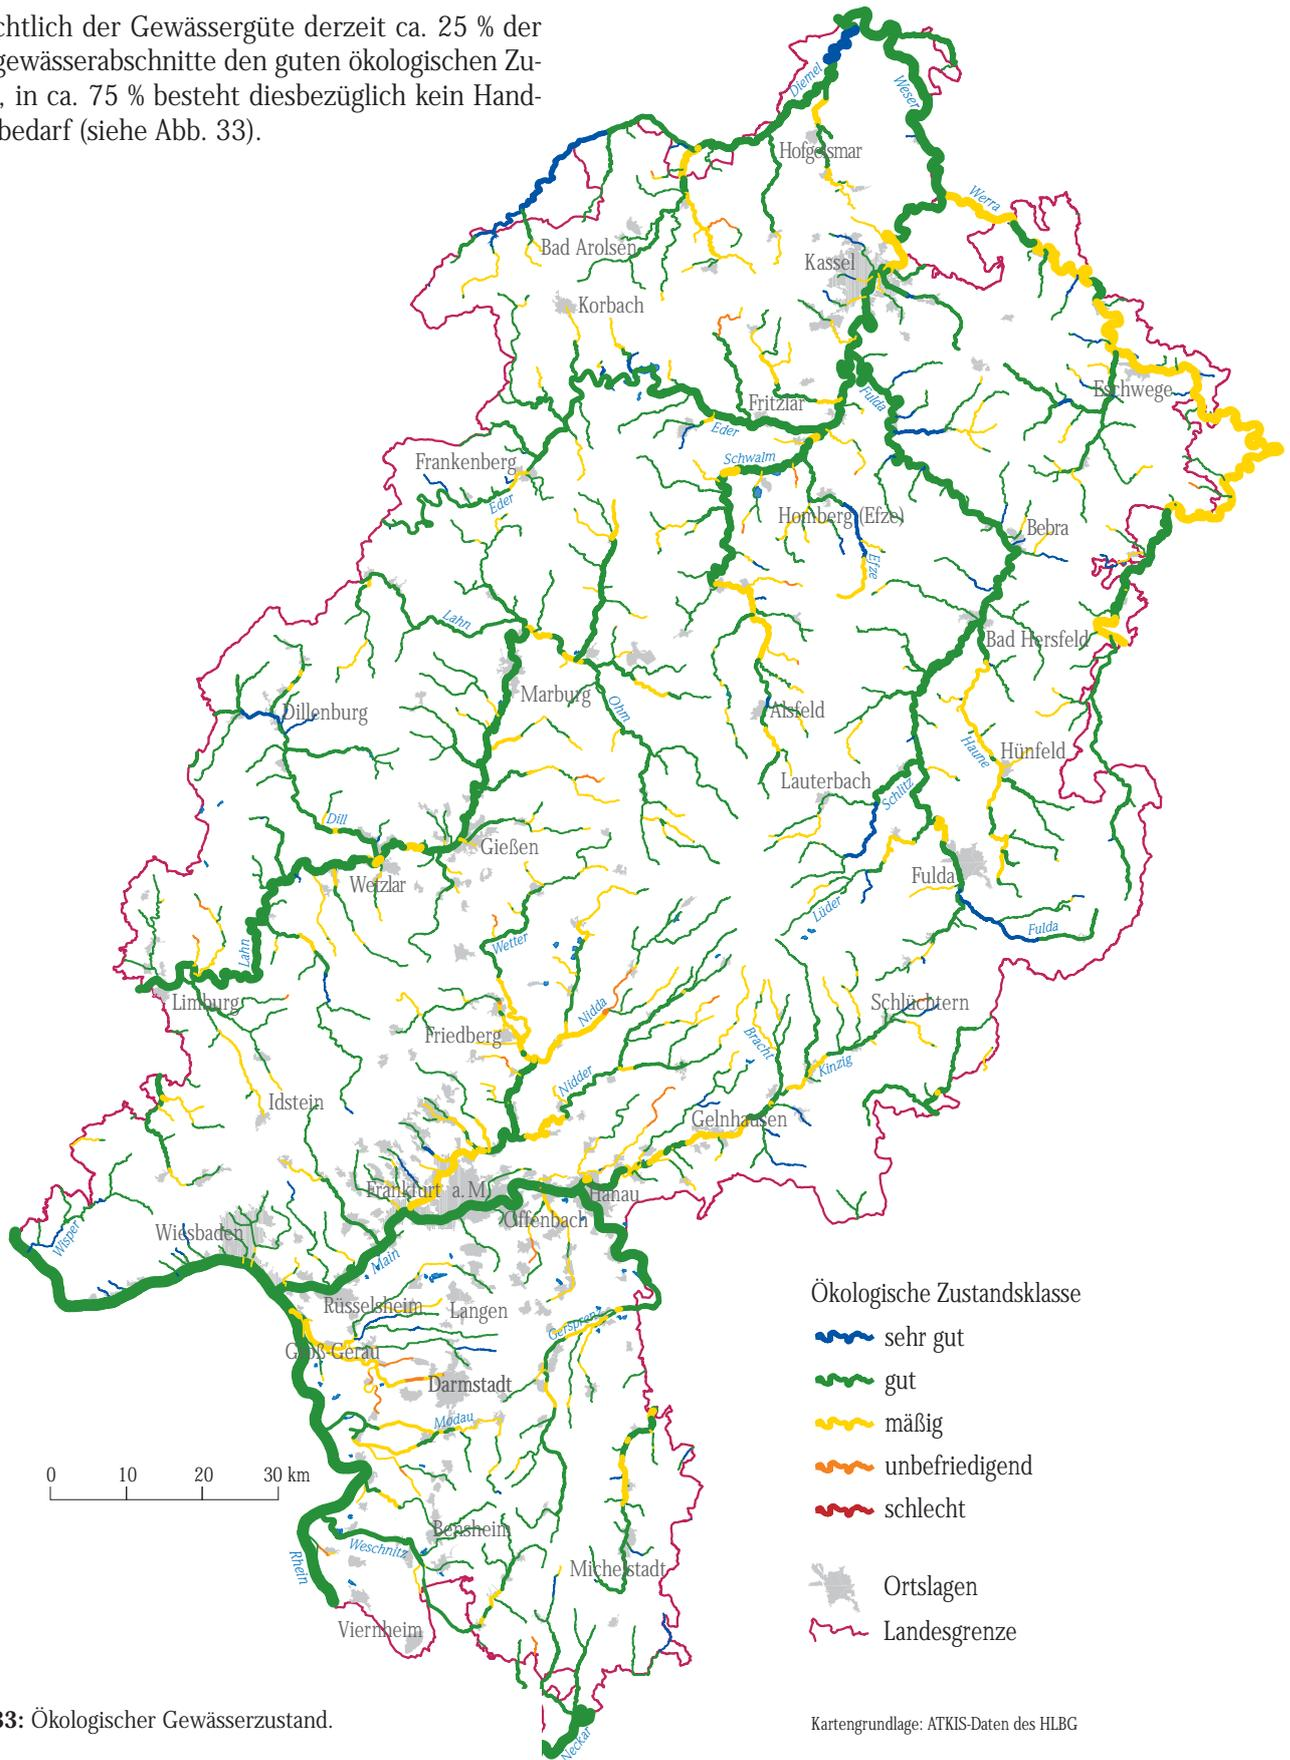 chtlich der Gewässergüte derzeit ca. 25 % der
gewässerabschnitte den guten ökologischen Zu-
, in ca. 75 % besteht diesbezüglich kein Hand-
bedarf (siehe Abb. 33).
Diemel
Weser
Hofgeismar
Werra
Bad Arolsen
Kassel
Korbach
Eschwege
Fritzlar
Fulda
Eder
Schwalm
Frankenberg
Eder
Homberg (Efze)
Bebra
Efze
Lahn
Bad Hersfeld
Marburg
Dillenburg
Ohm
Alsfeld
Haune
Hünfeld
Lauterbach
Schlitz
Dill
Gießen
Wetzlar
Fulda
Lüder
Fulda
Wetter
Lahn
Limburg
Nidda
Schlüchtern
Friedberg
Bracht
Kinzig
Nidder
Idstein
Gelnhausen
Frankfurt a. M.
Hanau
Offenbach
Wiesbaden
Wisper
Main
Rüsselsheim
Langen
Gersprenz
Groß-Gerau
Darmstadt
Modau
Bensheim
Weschnitz
Rhein
Michelstadt
Viernheim
Neckar
0 10 20 30 km
Ökologische Zustandsklasse
sehr gut
gut
mäßig
unbefriedigend
schlecht
Ortslagen
Landesgrenze
33: Ökologischer Gewässerzustand.
Kartengrundlage: ATKIS-Daten des HLBG